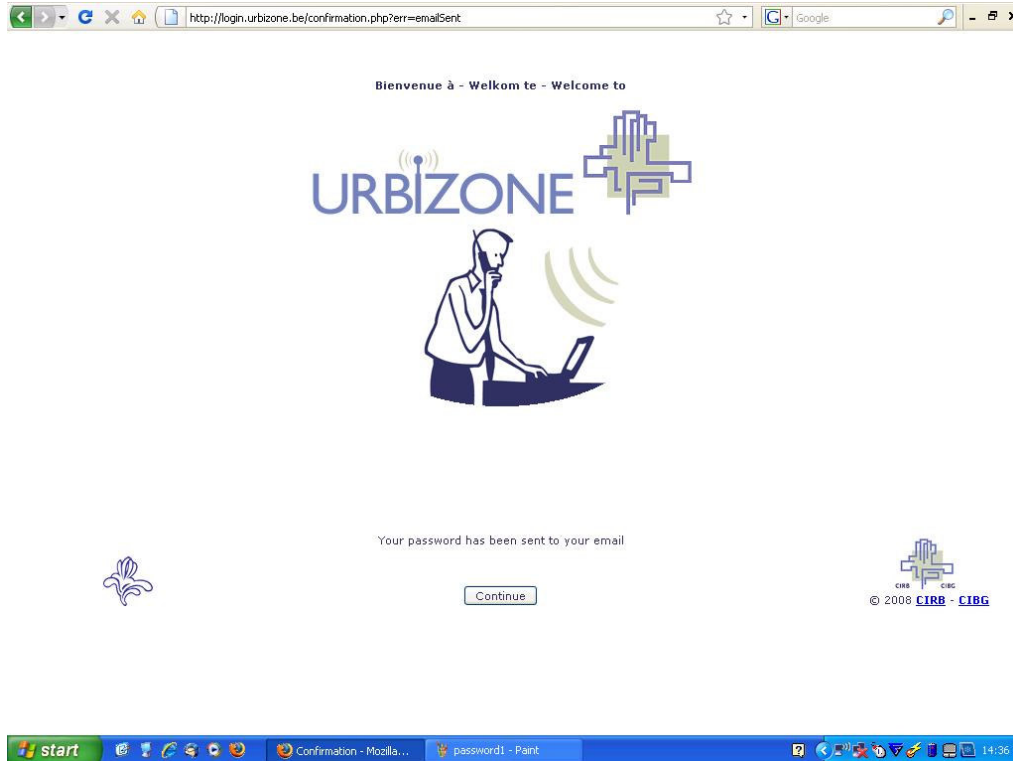 http://login.urbizone.be/confirmation.php?err=emailSent
G Google
Bienvenue à - Welkom te - Welcome to
URBIZONE
Your password has been sent to your email
Continue
CIRB CIBG
© 2008 CIRB - CIBG
start
Confirmation - Mozilla...
password1 - Paint
14:36